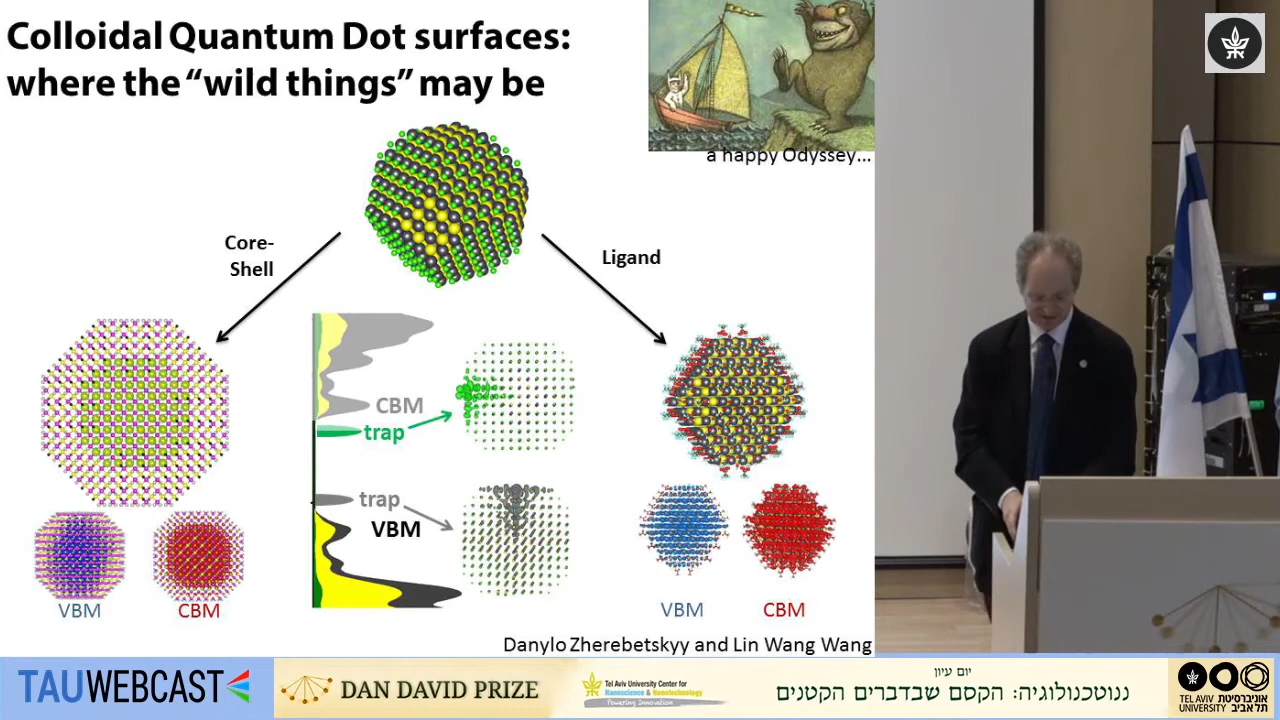 Colloidal Quantum Dot surfaces:
where the “wild things” may be
a happy Odyssey...
Core-
Shell
Ligand
CBM
trap
trap
VBM
VBM
CBM
VBM
CBM
Danylo Zherebetskyy and Lin Wang Wang
TAUWEBCAST
DAN DAVID PRIZE
Tel Aviv University Center for
Nanoscience & Nanotechnology
Powering Innovation
יום עיון
ננוטכנולוגיה: הקסם שבדברים הקטנים
TEL AVIV אוניברסיטת
UNIVERSITY תל אביב